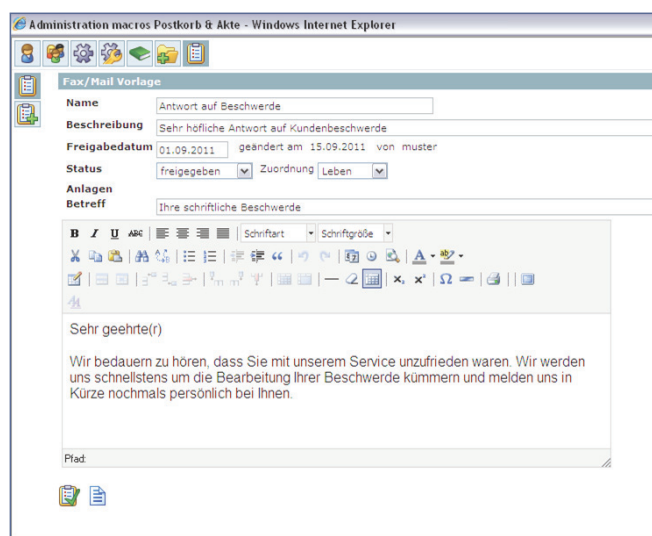 Administration macros Postkorb & Akte - Windows Internet Explorer
Fax/Mail Vorlage
Name Antwort auf Beschwerde
Beschreibung Sehr höfliche Antwort auf Kundenbeschwerde
Freigabedatum 01.09.2011 geändert am 15.09.2011 von muster
Status freigegeben Zuordnung Leben
Anlagen
Betreff Ihre schriftliche Beschwerde
B I U ABC Schriftart Schriftgröße
Sehr geehrte(r)
Wir bedauern zu hören, dass Sie mit unserem Service unzufrieden waren. Wir werden
uns schnellstens um die Bearbeitung Ihrer Beschwerde kümmern und melden uns in
Kürze nochmals persönlich bei Ihnen.
Pfad: